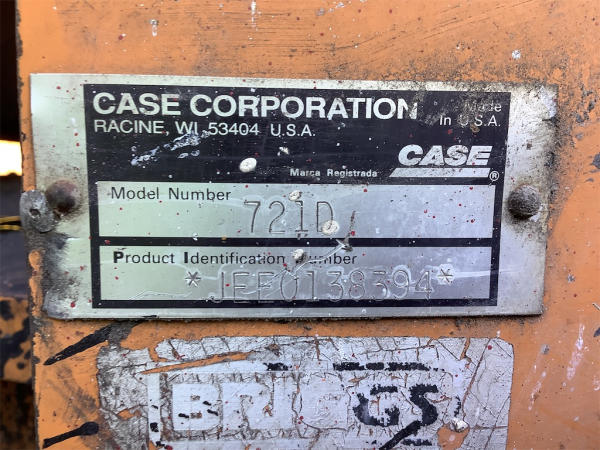 CASE CORPORATION
RACINE, WI 53404 U.S.A.
Made
In U.S.A.
CASE®
Marca Registrada
Model Number
721D
Product Identification Number
*JEE0138394*
BRIGGS